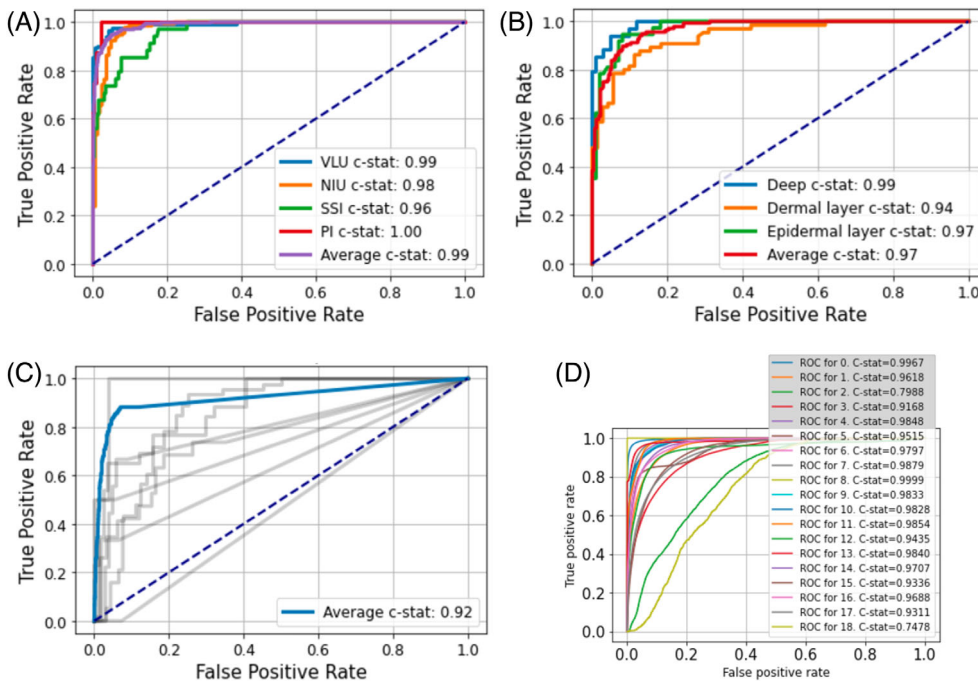 (A)
True Positive Rate
1.0
0.8
0.6
0.4
0.2
0.0
VLU c-stat: 0.99
NIU c-stat: 0.98
SSI c-stat: 0.96
PI c-stat: 1.00
Average c-stat: 0.99
0.0 0.2 0.4 0.6 0.8 1.0
False Positive Rate
(B)
True Positive Rate
1.0
0.8
0.6
0.4
0.2
0.0
Deep c-stat: 0.99
Dermal layer c-stat: 0.94
Epidermal layer c-stat: 0.97
Average c-stat: 0.97
0.0 0.2 0.4 0.6 0.8 1.0
False Positive Rate
(C)
True Positive Rate
1.0
0.8
0.6
0.4
0.2
0.0
Average c-stat: 0.92
0.0 0.2 0.4 0.6 0.8 1.0
False Positive Rate
(D)
True positive rate
1.0
0.8
0.6
0.4
0.2
0.0
ROC for 0. C-stat=0.9967
ROC for 1. C-stat=0.9618
ROC for 2. C-stat=0.7988
ROC for 3. C-stat=0.9168
ROC for 4. C-stat=0.9848
ROC for 5. C-stat=0.9515
ROC for 6. C-stat=0.9797
ROC for 7. C-stat=0.9879
ROC for 8. C-stat=0.9999
ROC for 9. C-stat=0.9833
ROC for 10. C-stat=0.9828
ROC for 11. C-stat=0.9854
ROC for 12. C-stat=0.9435
ROC for 13. C-stat=0.9840
ROC for 14. C-stat=0.9707
ROC for 15. C-stat=0.9336
ROC for 16. C-stat=0.9688
ROC for 17. C-stat=0.9311
ROC for 18. C-stat=0.7478
0.0 0.2 0.4 0.6 0.8 1.0
False positive rate